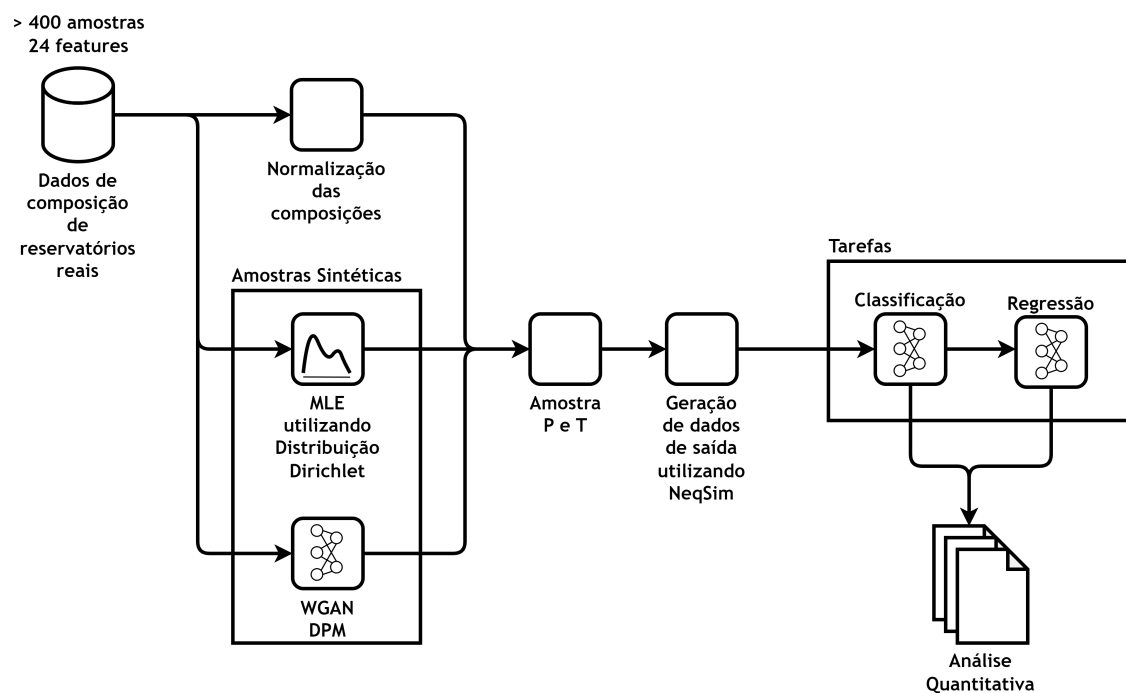 > 400 amostras
24 features
Dados de
composição
de
reservatórios
reais
Normalização
das
composições
Amostras Sintéticas
MLE
utilizando
Distribuição
Dirichlet
WGAN
DPM
Amostra
P e T
Geração
de dados
de saída
utilizando
NeqSim
Tarefas
Classificação
Regressão
Análise
Quantitativa